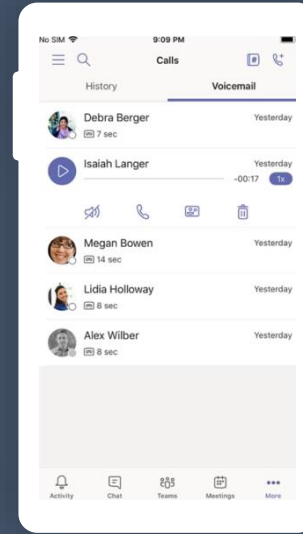 No SIM 9:09 PM
Calls
#
History Voicemail
Debra Berger Yesterday
7 sec
Isaiah Langer Yesterday
-00:17 1x
Megan Bowen Yesterday
14 sec
Lidia Holloway Yesterday
8 sec
Alex Wilber Yesterday
8 sec
Activity Chat Teams Meetings More